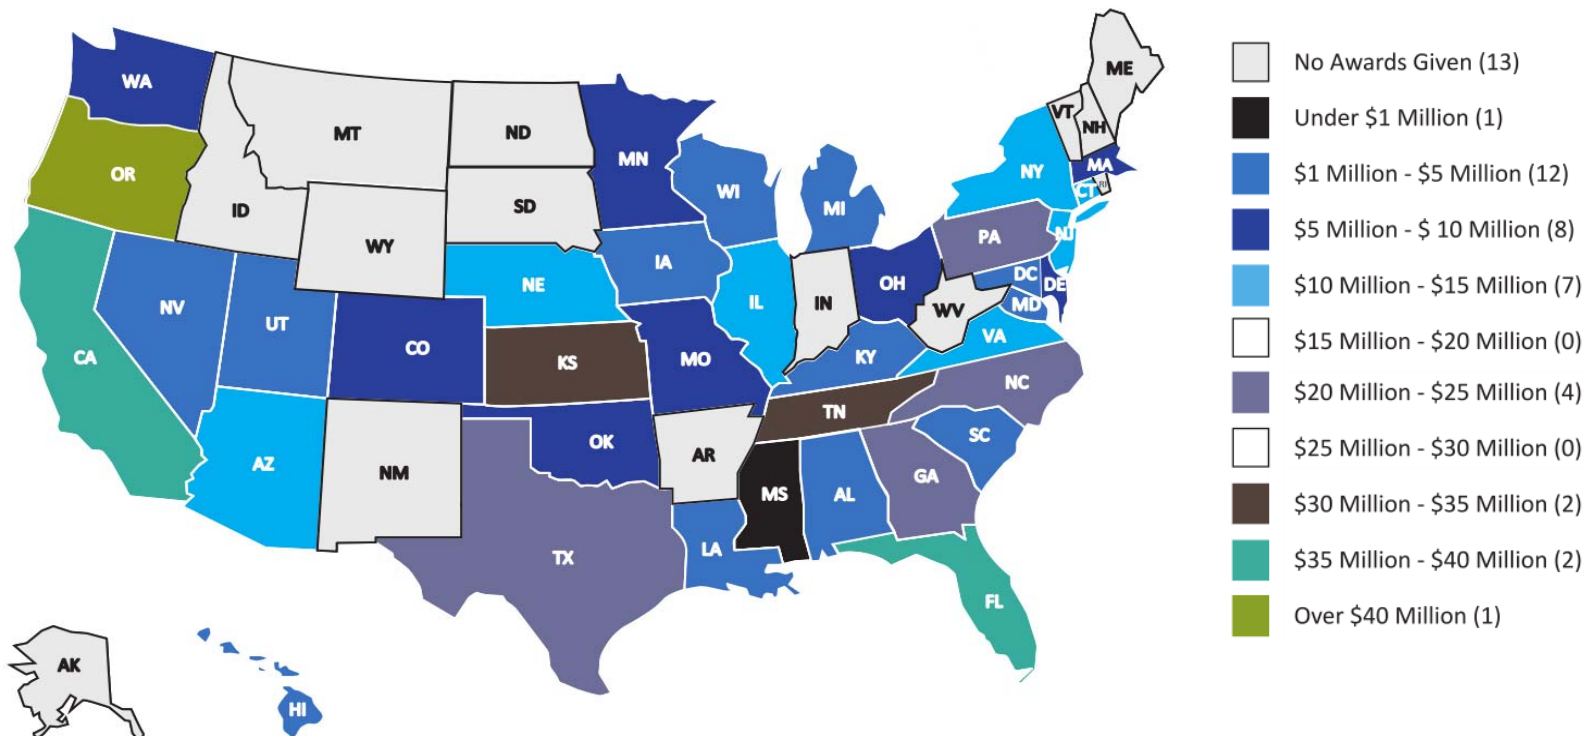 ME
WA
VT
NH
MT
ND
MN
MA
OR
NY
RI
CT
WI
ID
SD
MI
WY
PA
NJ
IA
DC
NE
OH
DE
IL
IN
MD
NV
WV
UT
VA
CO
KY
CA
KS
MO
NC
TN
SC
OK
AR
AZ
NM
GA
MS
AL
LA
TX
FL
AK
HI
No Awards Given (13)
Under $1 Million (1)
$1 Million - $5 Million (12)
$5 Million - $ 10 Million (8)
$10 Million - $15 Million (7)
$15 Million - $20 Million (0)
$20 Million - $25 Million (4)
$25 Million - $30 Million (0)
$30 Million - $35 Million (2)
$35 Million - $40 Million (2)
Over $40 Million (1)